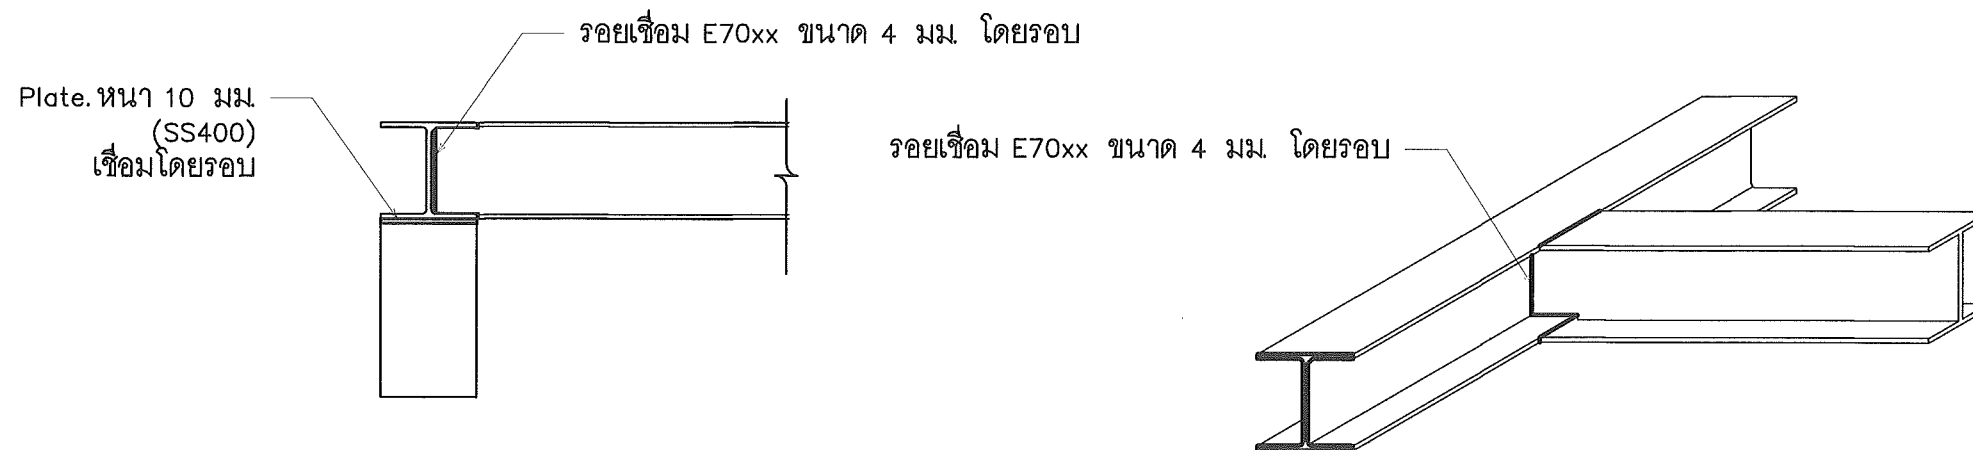 รอยเชื่อม E70xx ขนาด 4 มม. โดยรอบ
Plate.หนา 10 มม.
(SS400)
เชื่อมโดยรอบ
รอยเชื่อม E70xx ขนาด 4 มม. โดยรอบ